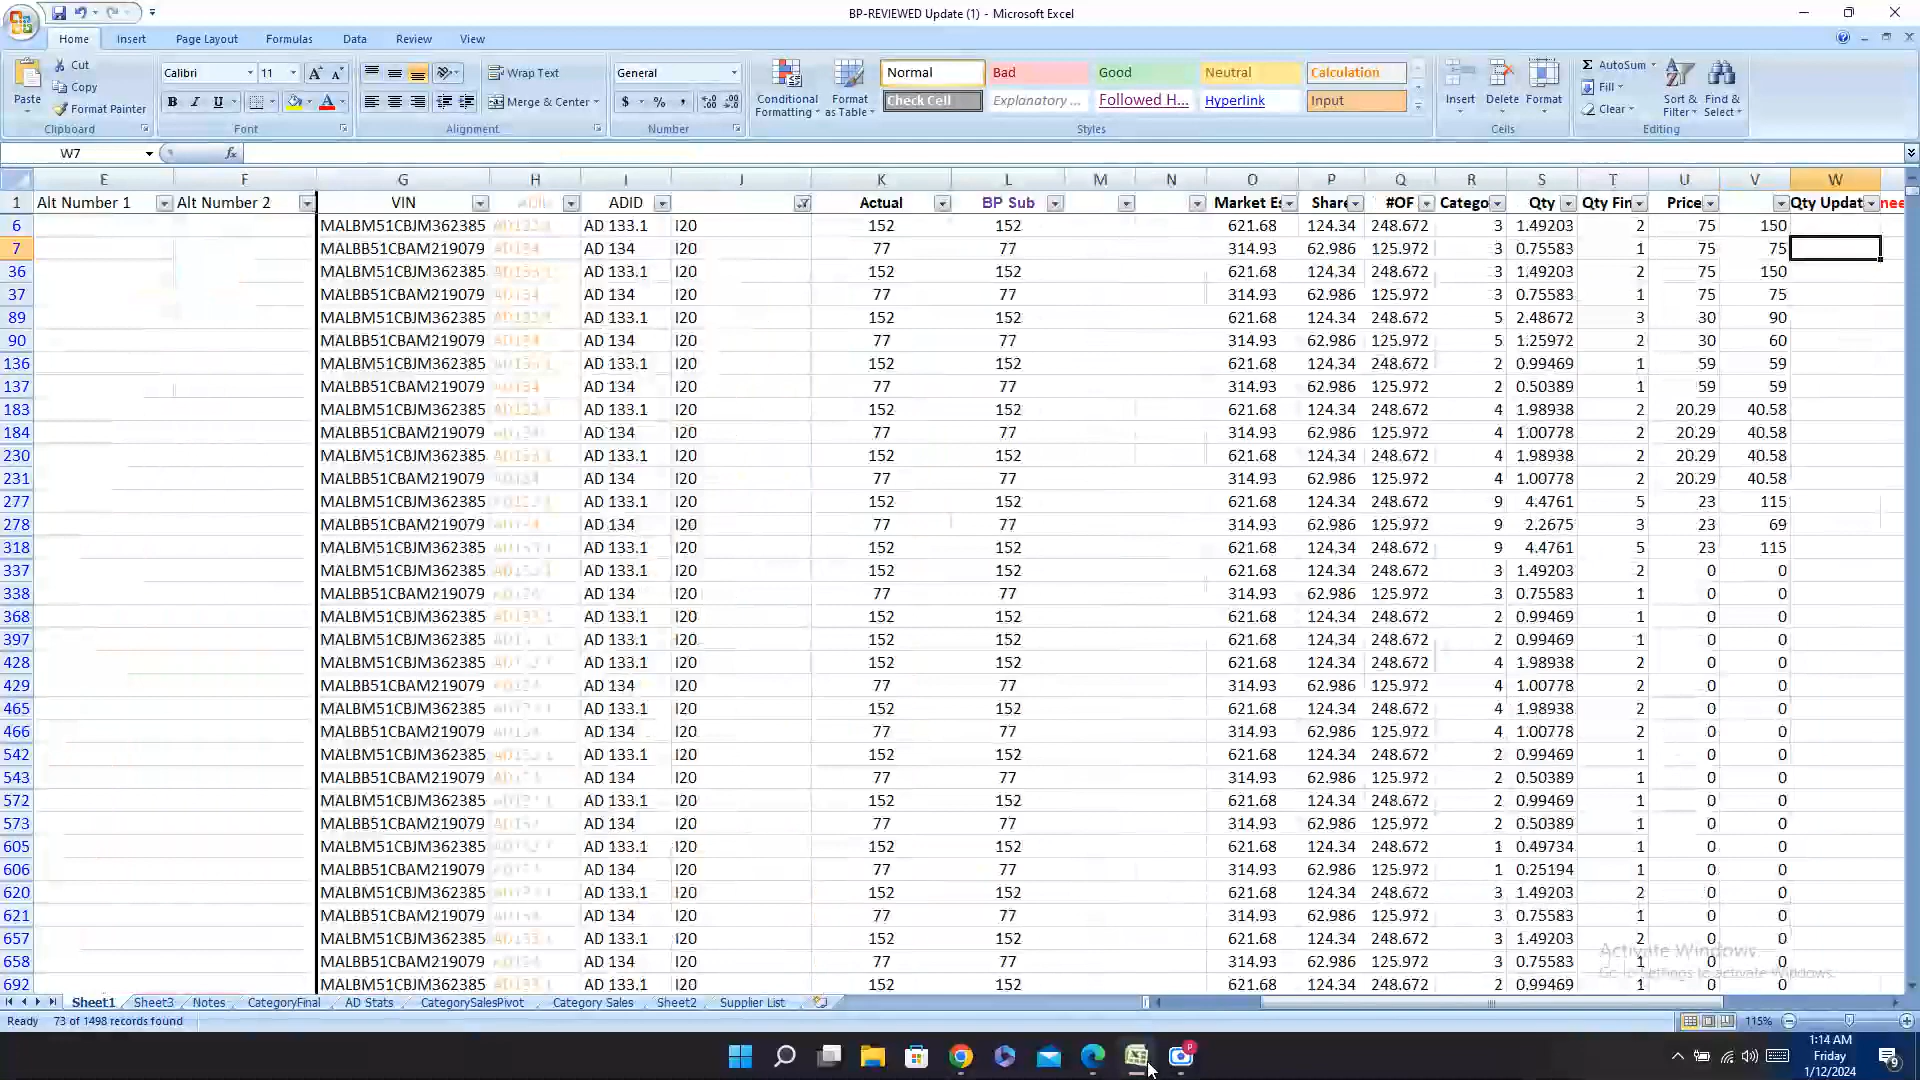 BP-REVIEWED Update (1) - Microsoft Excel
Home Insert Page Layout Formulas Data Review View
Paste Cut Copy Format Painter Clipboard
Calibri 11 B I U Font
Wrap Text Merge & Center Alignment
General $ % , Number
Conditional Formatting Format as Table
Normal Bad Good Neutral Calculation
Check Cell Explanatory ... Followed H... Hyperlink Input
Styles
Insert Delete Format Cells
AutoSum Fill Clear Sort & Filter Find & Select Editing
W7 fx
E F G H I J K L M N O P Q R S T U V W
1 Alt Number 1 Alt Number 2 VIN ADID Actual BP Sub Market Es Share #OF Catego Qty Qty Fin Price Qty Updat nee
6 MALBM51CBJM362385 AD 133.1 I20 152 152 621.68 124.34 248.672 3 1.49203 2 75 150
7 MALBB51CBAM219079 AD 134 I20 77 77 314.93 62.986 125.972 3 0.75583 1 75 75
36 MALBM51CBJM362385 AD 133.1 I20 152 152 621.68 124.34 248.672 3 1.49203 2 75 150
37 MALBB51CBAM219079 AD 134 I20 77 77 314.93 62.986 125.972 3 0.75583 1 75 75
89 MALBM51CBJM362385 AD 133.1 I20 152 152 621.68 124.34 248.672 5 2.48672 3 30 90
90 MALBB51CBAM219079 AD 134 I20 77 77 314.93 62.986 125.972 5 1.25972 2 30 60
136 MALBM51CBJM362385 AD 133.1 I20 152 152 621.68 124.34 248.672 2 0.99469 1 59 59
137 MALBB51CBAM219079 AD 134 I20 77 77 314.93 62.986 125.972 2 0.50389 1 59 59
183 MALBM51CBJM362385 AD 133.1 I20 152 152 621.68 124.34 248.672 4 1.98938 2 20.29 40.58
184 MALBB51CBAM219079 AD 134 I20 77 77 314.93 62.986 125.972 4 1.00778 2 20.29 40.58
230 MALBM51CBJM362385 AD 133.1 I20 152 152 621.68 124.34 248.672 4 1.98938 2 20.29 40.58
231 MALBB51CBAM219079 AD 134 I20 77 77 314.93 62.986 125.972 4 1.00778 2 20.29 40.58
277 MALBM51CBJM362385 AD 133.1 I20 152 152 621.68 124.34 248.672 9 4.4761 5 23 115
278 MALBB51CBAM219079 AD 134 I20 77 77 314.93 62.986 125.972 9 2.2675 3 23 69
318 MALBM51CBJM362385 AD 133.1 I20 152 152 621.68 124.34 248.672 9 4.4761 5 23 115
337 MALBM51CBJM362385 AD 133.1 I20 152 152 621.68 124.34 248.672 3 1.49203 2 0 0
338 MALBB51CBAM219079 AD 134 I20 77 77 314.93 62.986 125.972 3 0.75583 1 0 0
368 MALBM51CBJM362385 AD 133.1 I20 152 152 621.68 124.34 248.672 2 0.99469 1 0 0
397 MALBM51CBJM362385 AD 133.1 I20 152 152 621.68 124.34 248.672 2 0.99469 1 0 0
428 MALBM51CBJM362385 AD 133.1 I20 152 152 621.68 124.34 248.672 4 1.98938 2 0 0
429 MALBB51CBAM219079 AD 134 I20 77 77 314.93 62.986 125.972 4 1.00778 2 0 0
465 MALBM51CBJM362385 AD 133.1 I20 152 152 621.68 124.34 248.672 4 1.98938 2 0 0
466 MALBB51CBAM219079 AD 134 I20 77 77 314.93 62.986 125.972 4 1.00778 2 0 0
542 MALBM51CBJM362385 AD 133.1 I20 152 152 621.68 124.34 248.672 2 0.99469 1 0 0
543 MALBB51CBAM219079 AD 134 I20 77 77 314.93 62.986 125.972 2 0.50389 1 0 0
572 MALBM51CBJM362385 AD 133.1 I20 152 152 621.68 124.34 248.672 2 0.99469 1 0 0
573 MALBB51CBAM219079 AD 134 I20 77 77 314.93 62.986 125.972 2 0.50389 1 0 0
605 MALBM51CBJM362385 AD 133.1 I20 152 152 621.68 124.34 248.672 1 0.49734 1 0 0
606 MALBB51CBAM219079 AD 134 I20 77 77 314.93 62.986 125.972 1 0.25194 1 0 0
620 MALBM51CBJM362385 AD 133.1 I20 152 152 621.68 124.34 248.672 3 1.49203 2 0 0
621 MALBB51CBAM219079 AD 134 I20 77 77 314.93 62.986 125.972 3 0.75583 1 0 0
657 MALBM51CBJM362385 AD 133.1 I20 152 152 621.68 124.34 248.672 3 1.49203 2 0 0
658 MALBB51CBAM219079 AD 134 I20 77 77 314.93 62.986 125.972 3 0.75583 1 0 0
692 MALBM51CBJM362385 AD 133.1 I20 152 152 621.68 124.34 248.672 2 0.99469 1 0 0
Activate Windows
Go to Settings to activate Windows.
Sheet1 Sheet3 Notes CategoryFinal AD Stats CategorySalesPivot Category Sales Sheet2 Supplier List
Ready 73 of 1498 records found 115%
1:14 AM
Friday
1/12/2024
9